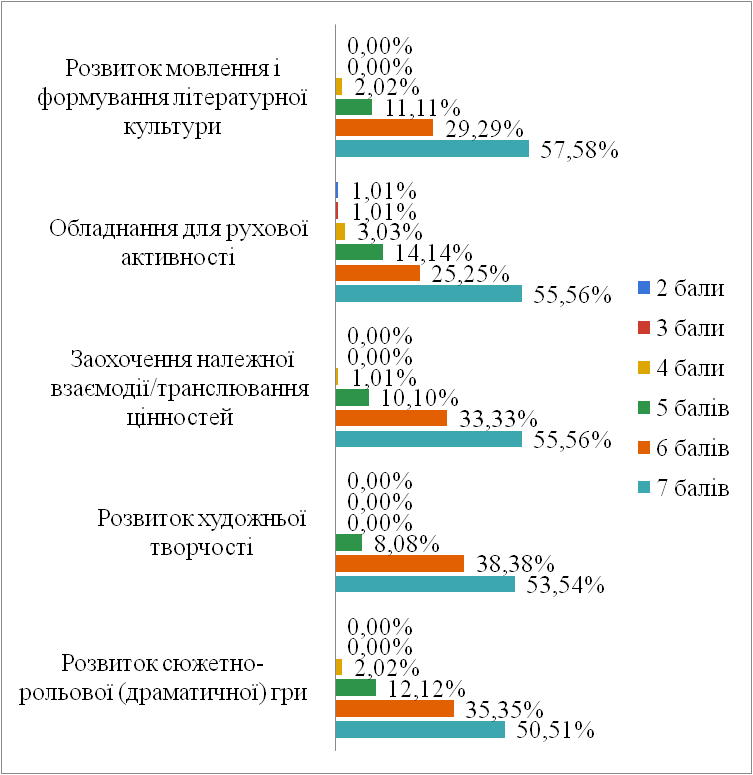 Розвиток мовлення і
формування літературної
культури
0,00%
0,00%
2,02%
11,11%
29,29%
57,58%
Обладнання для рухової
активності
1,01%
1,01%
3,03%
14,14%
25,25%
55,56%
Заохочення належної
взаємодії/транслювання
цінностей
0,00%
0,00%
1,01%
10,10%
33,33%
55,56%
Розвиток художньої
творчості
0,00%
0,00%
0,00%
8,08%
38,38%
53,54%
Розвиток сюжетно-
рольової (драматичної) гри
0,00%
0,00%
2,02%
12,12%
35,35%
50,51%
2 бали
3 бали
4 бали
5 балів
6 балів
7 балів